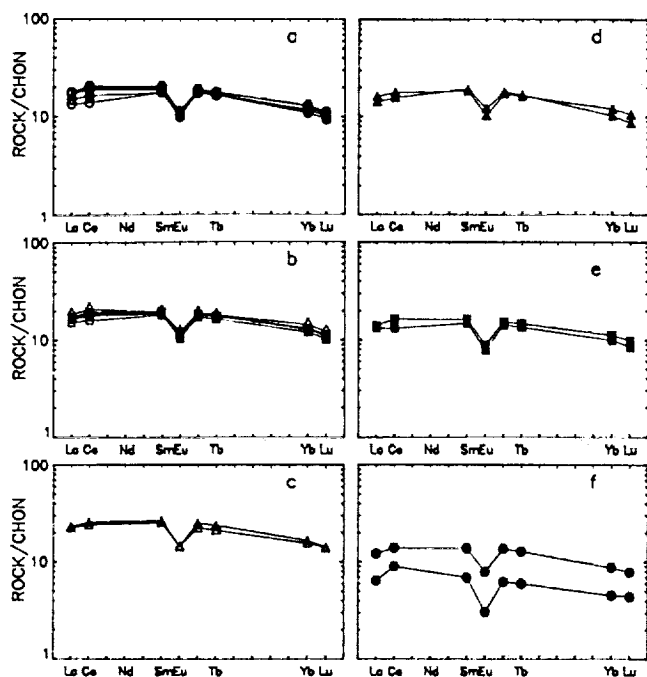 100
10
1
ROCK/CHON
a
La Ce Nd SmEu Tb Yb Lu
d
La Ce Nd SmEu Tb Yb Lu
100
10
1
ROCK/CHON
b
La Ce Nd SmEu Tb Yb Lu
e
La Ce Nd SmEu Tb Yb Lu
100
10
1
ROCK/CHON
c
La Ce Nd SmEu Tb Yb Lu
f
La Ce Nd SmEu Tb Yb Lu